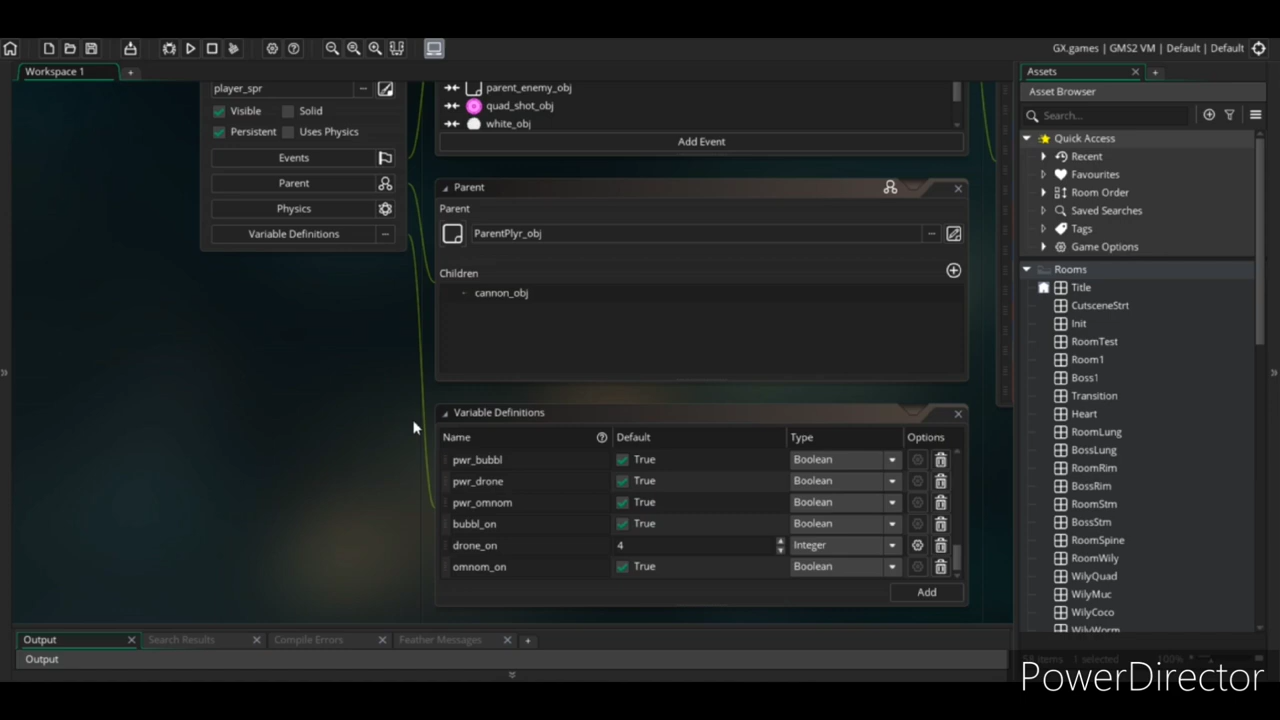 GX.games | GMS2 VM | Default | Default
Workspace 1
player_spr
Visible
Solid
Persistent
Uses Physics
Events
Parent
Physics
Variable Definitions
parent_enemy_obj
quad_shot_obj
white_obj
Add Event
Parent
Parent
ParentPlyr_obj
Children
cannon_obj
Variable Definitions
Name Default Type Options
pwr_bubbl True Boolean
pwr_drone True Boolean
pwr_omnom True Boolean
bubbl_on True Boolean
drone_on 4 Integer
omnom_on True Boolean
Add
Assets
Asset Browser
Search...
Quick Access
Recent
Favourites
Room Order
Saved Searches
Tags
Game Options
Rooms
Title
CutsceneStrt
Init
RoomTest
Room1
Boss1
Transition
Heart
RoomLung
BossLung
RoomRim
BossRim
RoomStm
BossStm
RoomSpine
RoomWily
WilyQuad
WilyMuc
WilyCoco
WilyWorm
Output Search Results Compile Errors Feather Messages
Output
1 selected 100%
PowerDirector